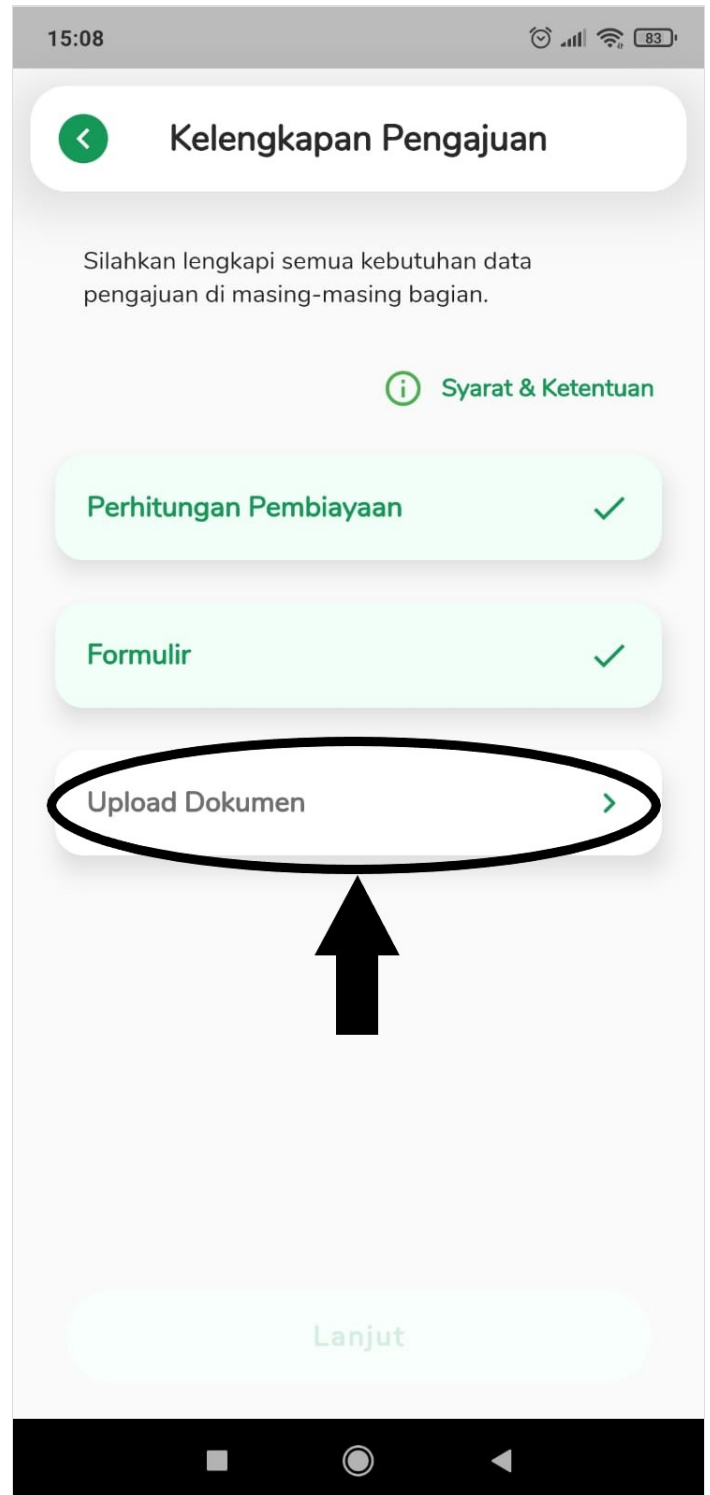 15:08
83
Kelengkapan Pengajuan
Silahkan lengkapi semua kebutuhan data
pengajuan di masing-masing bagian.
Syarat & Ketentuan
Perhitungan Pembiayaan
Formulir
Upload Dokumen
Lanjut